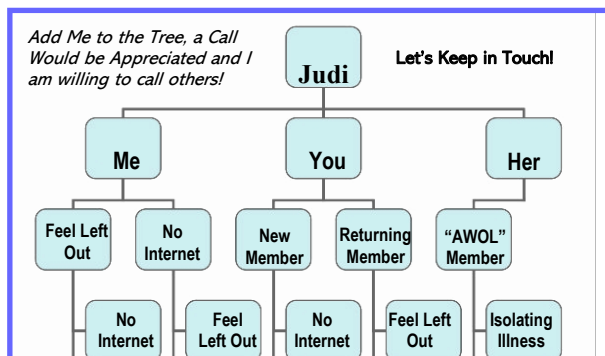 Add Me to the Tree, a Call
Would be Appreciated and I
am willing to call others!
Let's Keep in Touch!
Judi
Me
You
Her
Feel Left
Out
No
Internet
New
Member
Returning
Member
“AWOL”
Member
No
Internet
Feel
Left Out
No
Internet
Feel Left
Out
Isolating
Illness